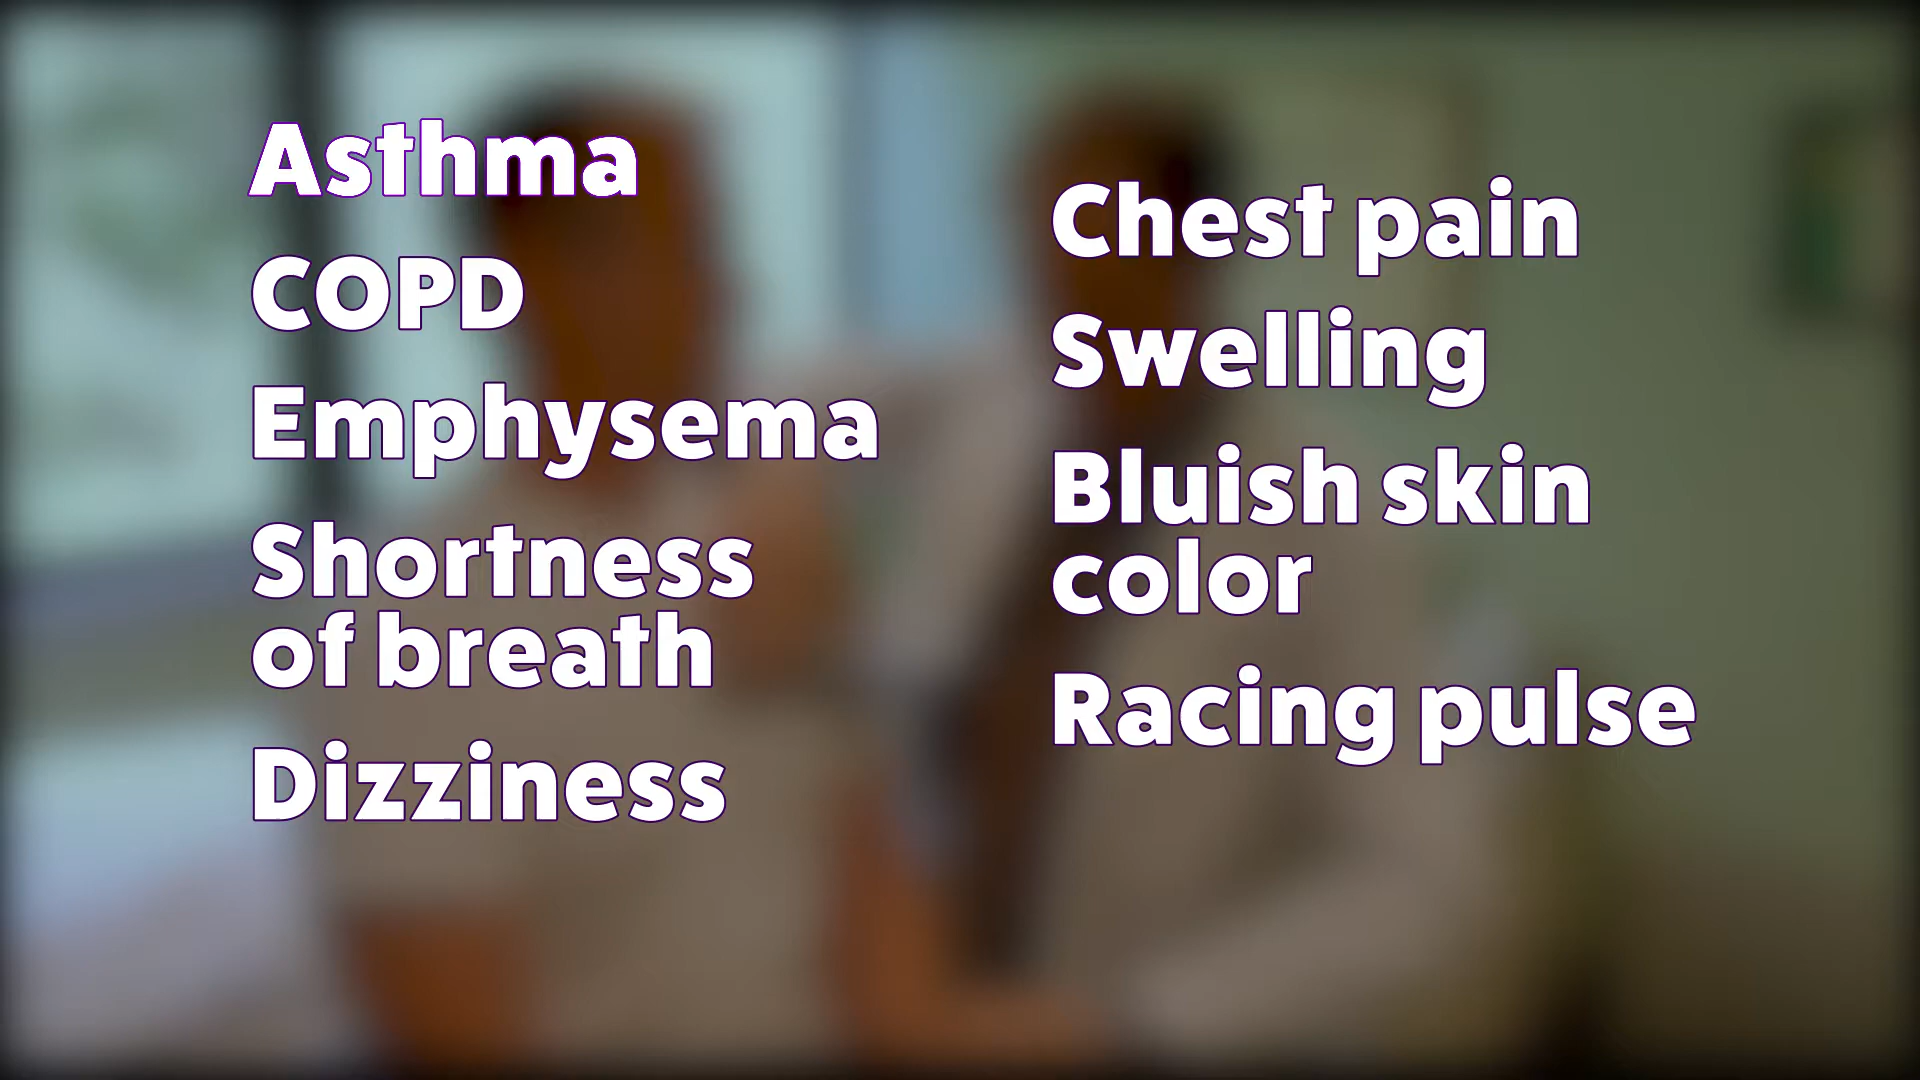 Asthma
COPD
Emphysema
Shortness
of breath
Dizziness
Chest pain
Swelling
Bluish skin
color
Racing pulse